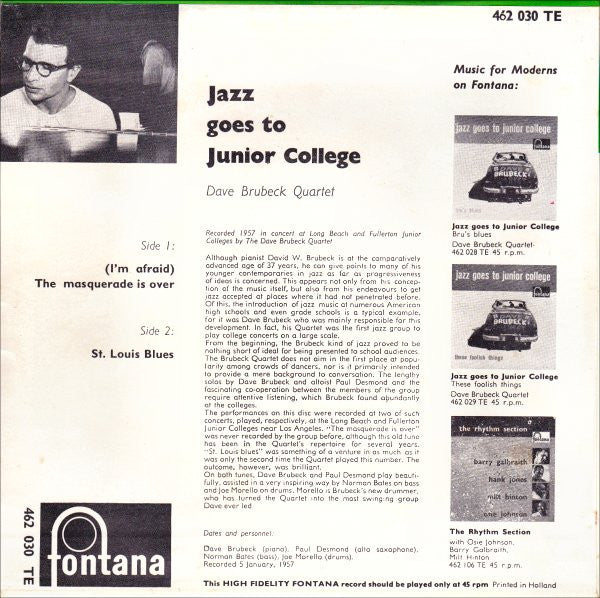 462 030 TE
Jazz
goes to
Junior College
Dave Brubeck Quartet
Side 1:
(I'm afraid)
The masquerade is over
Side 2:
St. Louis Blues
Recorded 1957 in concert at Long Beach and Fullerton Junior
Colleges by The Dave Brubeck Quartet
Although pianist David W. Brubeck is at the comparatively
advanced age of 37 years, he can give points to many of his
younger contemporaries in jazz as far as progressiveness
of ideas is concerned. This appears not only from his concep-
tion of the music itself, but also from his endeavours to get
jazz accepted at places where it had not penetrated before.
Of this, the introduction of jazz music at numerous American
high schools and even grade schools is a typical example,
for it was Dave Brubeck who was mainly responsible for this
development. In fact, his Quartet was the first jazz group to
play college concerts on a large scale.
From the beginning, the Brubeck kind of jazz proved to be
nothing short of ideal for being presented to school audiences.
The Brubeck Quartet does not aim in the first place at popu-
larity among crowds of dancers, nor is it primarily intended
to provide a mere background to conversation. The lengthy
solos by Dave Brubeck and altoist Paul Desmond and the
fascinating co-operation between the members of the group
require attentive listening, which Brubeck found abundantly
at the colleges.
The performances on this disc were recorded at two of such
concerts, played, respectively, at the Long Beach and Fullerton
Junior Colleges near Los Angeles. "The masquerade is over"
was never recorded by the group before, although this old tune
has been in the Quartet's repertoire for several years.
"St. Louis blues" was something of a venture in as much as it
was only the second time the Quartet played this number. The
outcome, however, was brilliant.
On bath tunes, Dave Brubeck and Paul Desmond play beauti-
fully, assisted in a very inspiring way by Norman Bates on bass
and Joe Morello on drums. Morello is Brubeck's new drummer,
who has turned the Quartet into the most swinging group
Dave ever led
Dates and personnel:
Dave Brubeck (piano), Paul Desmond (alto saxophone),
Norman Bates (bass), Joe Morello (drums).
Recorded 5 January, 1957
Music for Moderns
on Fontana:
jazz goes to junior college
DAVE
BRUBECK
bru's blues
Jazz goes to Junior College
Bru's blues
Dave Brubeck Quartet
462 028 TE 45 r.p.m.
jazz goes to junior college
BRUBECK
these foolish things
Jazz goes to Junior College
These foolish things
Dave Brubeck Quartet
462 029 TE 45 r.p.m.
the rhythm section
barry galbraith
hank jones
milt hinton
osie johnson
The Rhythm Section
with Osie Johnson,
Barry Galbraith,
Milt Hinton
462 106 TE 45 r.p.m.
462 030 TE
fontana
This HIGH FIDELITY FONTANA record should be played only at 45 rpm Printed in Holland